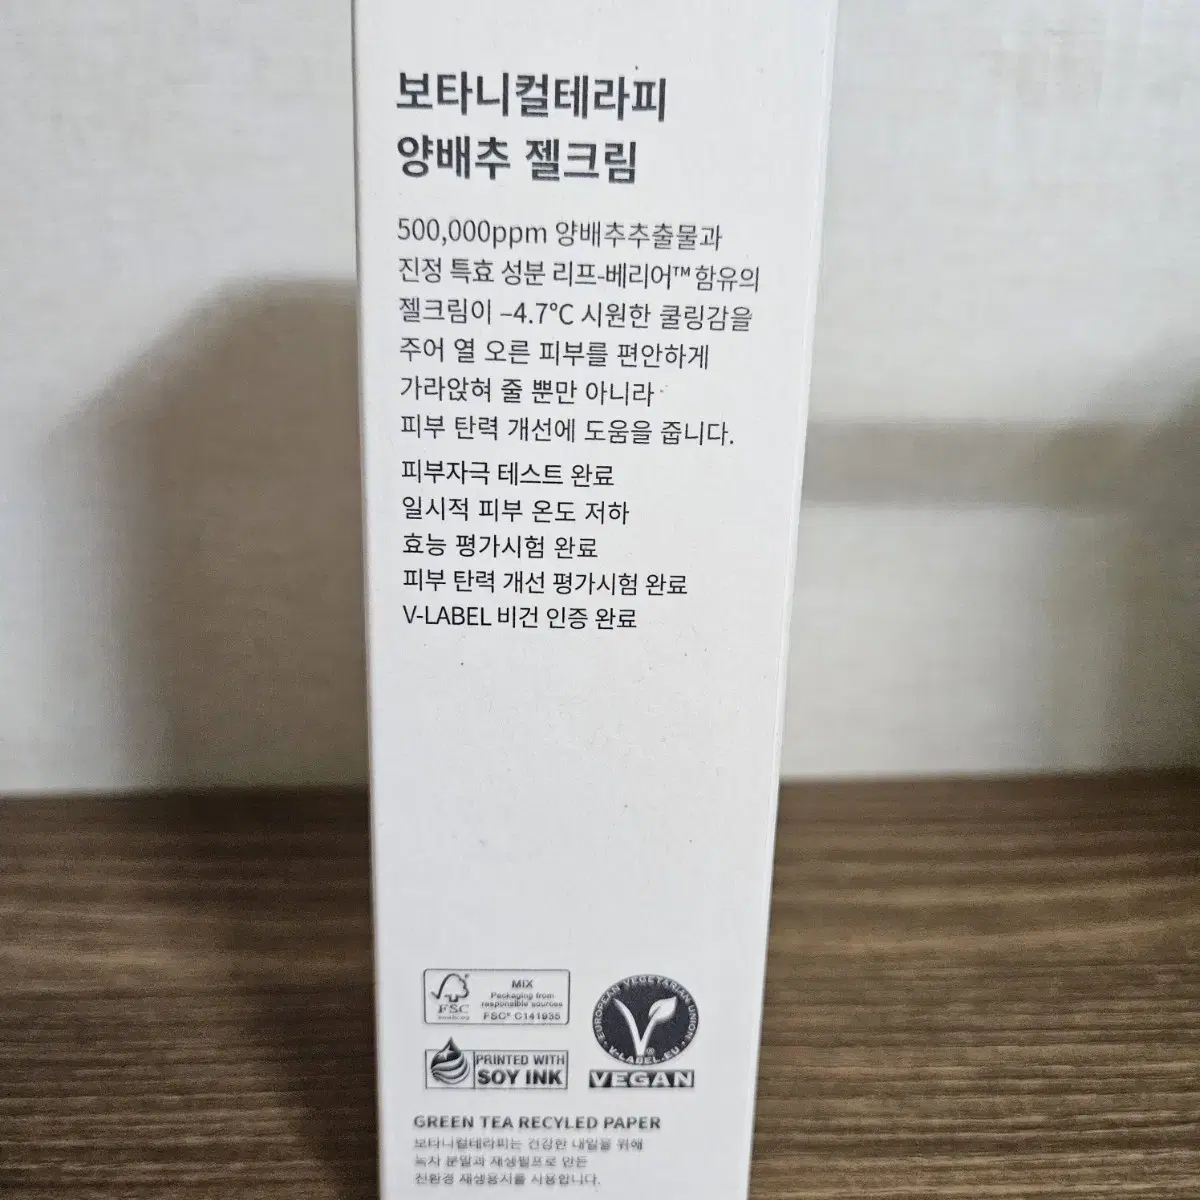 보타니컬테라피
양배추 젤크림
500,000ppm 양배추추출물과
진정 특효 성분 리프-베리어™함유의
젤크림이 –4.7℃ 시원한 쿨링감을
주어 열 오른 피부를 편안하게
가라앉혀 줄 뿐만 아니라
피부 탄력 개선에 도움을 줍니다.
피부자극 테스트 완료
일시적 피부 온도 저하
효능 평가시험 완료
피부 탄력 개선 평가시험 완료
V-LABEL 비건 인증 완료
FSC
MIX
Packaging from
responsible sources
FSC® C141935
EUROPEAN VEGETARIAN UNION
V-LABEL.EU
VEGAN
PRINTED WITH
SOY INK
GREEN TEA RECYLED PAPER
보타니컬테라피는 건강한 내일을 위해
녹차 분말과 재생펄프로 만든
친환경 재생용지를 사용합니다.